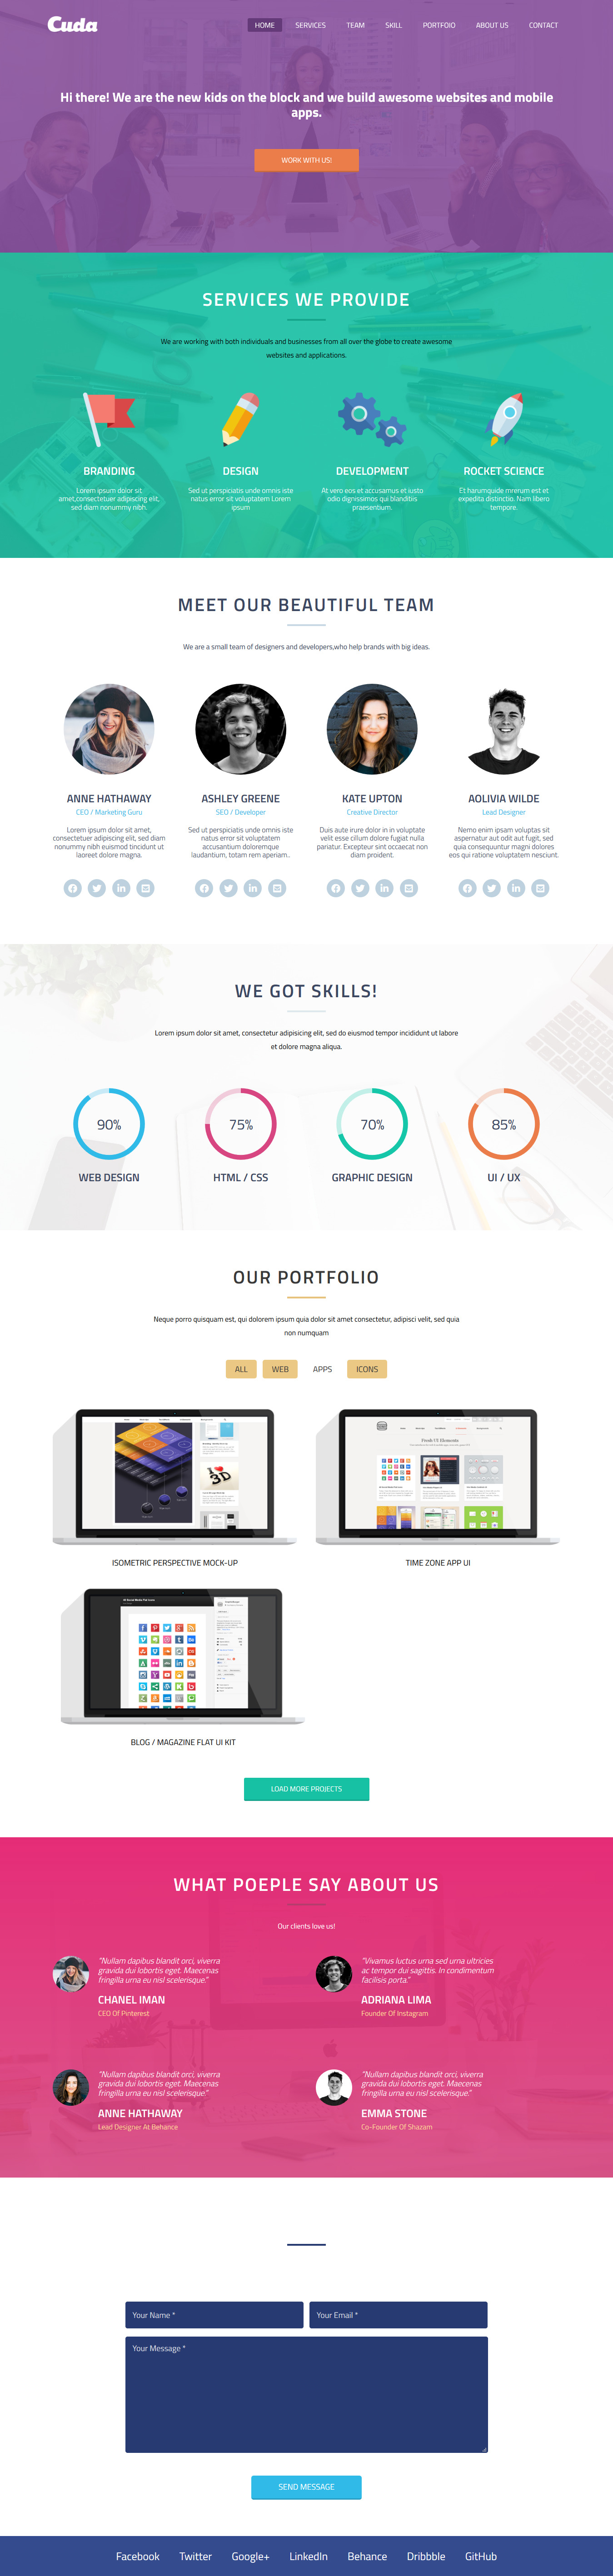 Cuda
HOME SERVICES TEAM SKILL PORTFOIO ABOUT US CONTACT
Hi there! We are the new kids on the block and we build awesome websites and mobile
apps.
WORK WITH US!
SERVICES WE PROVIDE
We are working with both individuals and businesses from all over the globe to create awesome
websites and applications.
BRANDING
Lorem ipsum dolor sit
amet,consectetuer adipiscing elit,
sed diam nonummy nibh.
DESIGN
Sed ut perspiciatis unde omnis iste
natus error sit voluptatem Lorem
ipsum
DEVELOPMENT
At vero eos et accusamus et iusto
odio dignissimos qui blanditiis
praesentium.
ROCKET SCIENCE
Et harumquide mrerum est et
expedita distinctio. Nam libero
tempore.
MEET OUR BEAUTIFUL TEAM
We are a small team of designers and developers,who help brands with big ideas.
ANNE HATHAWAY
CEO / Marketing Guru
Lorem ipsum dolor sit amet,
consectetuer adipiscing elit, sed diam
nonummy nibh euismod tincidunt ut
laoreet dolore magna.
ASHLEY GREENE
SEO / Developer
Sed ut perspiciatis unde omnis iste
natus error sit voluptatem
accusantium doloremque
laudantium, totam rem aperiam..
KATE UPTON
Creative Director
Duis aute irure dolor in in voluptate
velit esse cillum dolore fugiat nulla
pariatur. Excepteur sint occaecat non
diam proident.
AOLIVIA WILDE
Lead Designer
Nemo enim ipsam voluptas sit
aspernatur aut odit aut fugit, sed
quia consequuntur magni dolores
eos qui ratione voluptatem nesciunt.
WE GOT SKILLS!
Lorem ipsum dolor sit amet, consectetur adipisicing elit, sed do eiusmod tempor incididunt ut labore
et dolore magna aliqua.
90% 75% 70% 85%
WEB DESIGN HTML / CSS GRAPHIC DESIGN UI / UX
OUR PORTFOLIO
Neque porro quisquam est, qui dolorem ipsum quia dolor sit amet consectetur, adipisci velit, sed quia
non numquam
ALL WEB APPS ICONS
I
3D
ISOMETRIC PERSPECTIVE MOCK-UP
TIME ZONE APP UI
BLOG / MAGAZINE FLAT UI KIT
LOAD MORE PROJECTS
WHAT POEPLE SAY ABOUT US
Our clients love us!
"Nullam dapibus blandit orci, viverra
gravida dui lobortis eget. Maecenas
fringilla urna eu nisl scelerisque."
CHANEL IMAN
CEO Of Pinterest
"Vivamus luctus urna sed urna ultricies
ac tempor dui sagittis. In condimentum
facilisis porta."
ADRIANA LIMA
Founder Of Instagram
"Nullam dapibus blandit orci, viverra
gravida dui lobortis eget. Maecenas
fringilla urna eu nisl scelerisque."
ANNE HATHAWAY
Lead Designer At Behance
"Nullam dapibus blandit orci, viverra
gravida dui lobortis eget. Maecenas
fringilla urna eu nisl scelerisque."
EMMA STONE
Co-Founder Of Shazam
Your Name *
Your Email *
Your Message *
SEND MESSAGE
Facebook Twitter Google+ LinkedIn Behance Dribbble GitHub